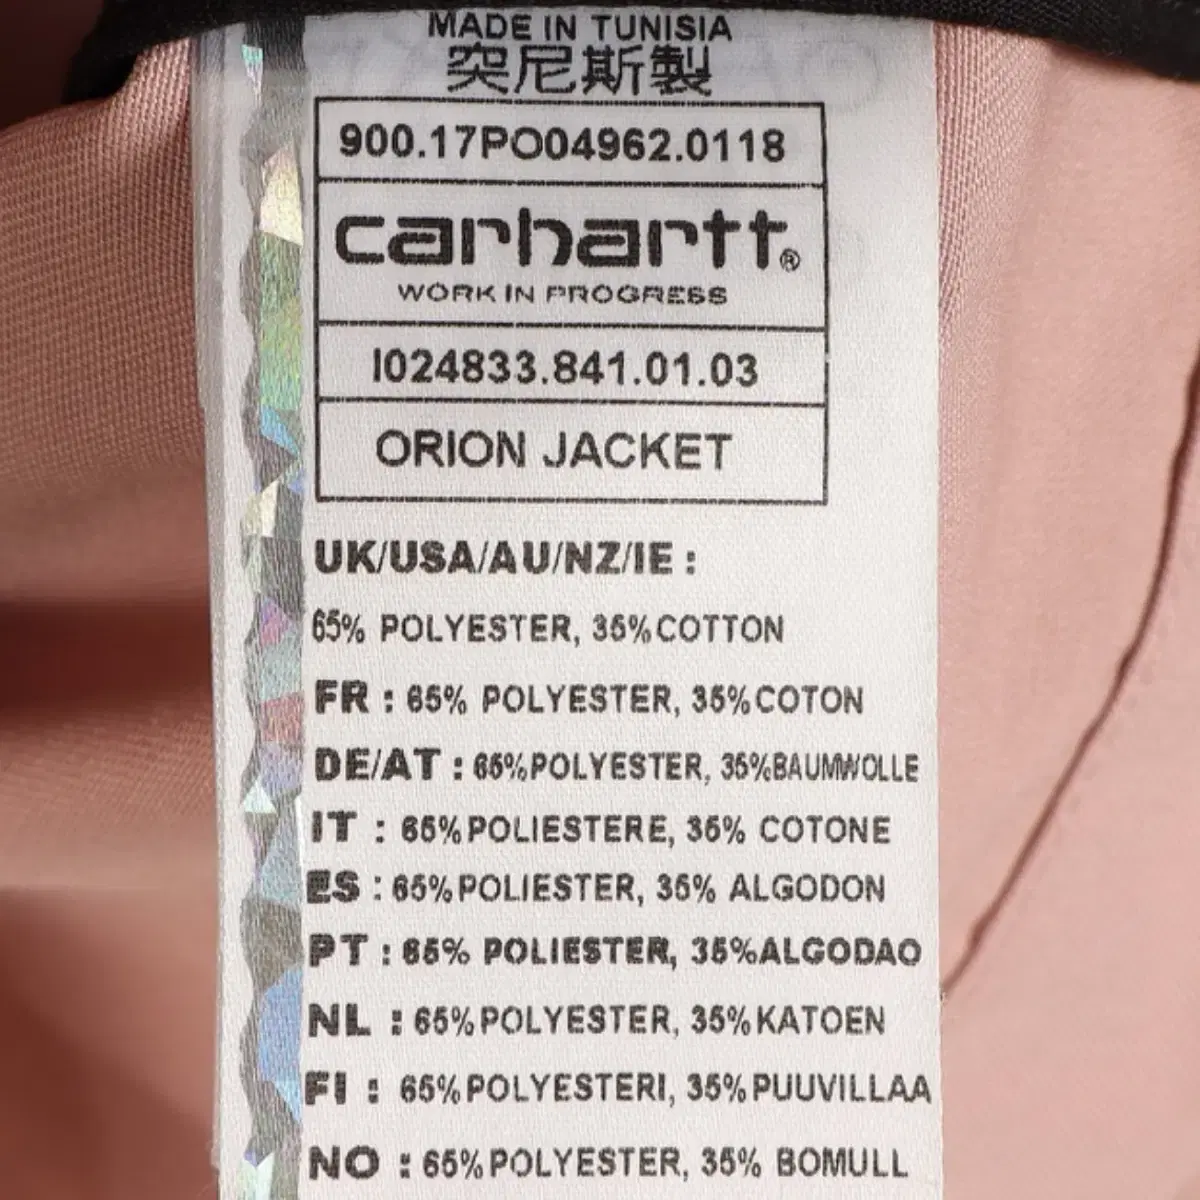 MADE IN TUNISIA
突尼斯製
900.17PO04962.0118
carhartt®
WORK IN PROGRESS
I024833.841.01.03
ORION JACKET
UK/USA/AU/NZ/IE :
65% POLYESTER, 35%COTTON
FR : 65% POLYESTER, 35%COTON
DE/AT : 65%POLYESTER, 35%BAUMWOLLE
IT : 65%POLIESTERE, 35% COTONE
ES : 65%POLIESTER, 35% ALGODON
PT : 65% POLIESTER, 35%ALGODAO
NL : 65%POLYESTER, 35%KATOEN
FI : 65%POLYESTERI, 35%PUUVILLAA
NO : 65%POLYESTER, 35% BOMULL